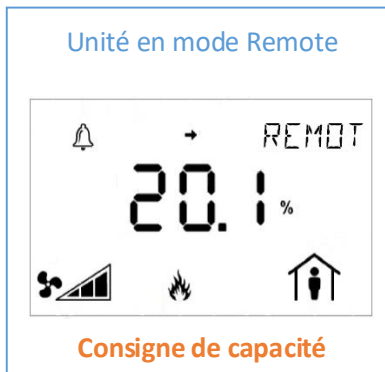 Unité en mode Remote
REMOT
20.1 %
Consigne de capacité